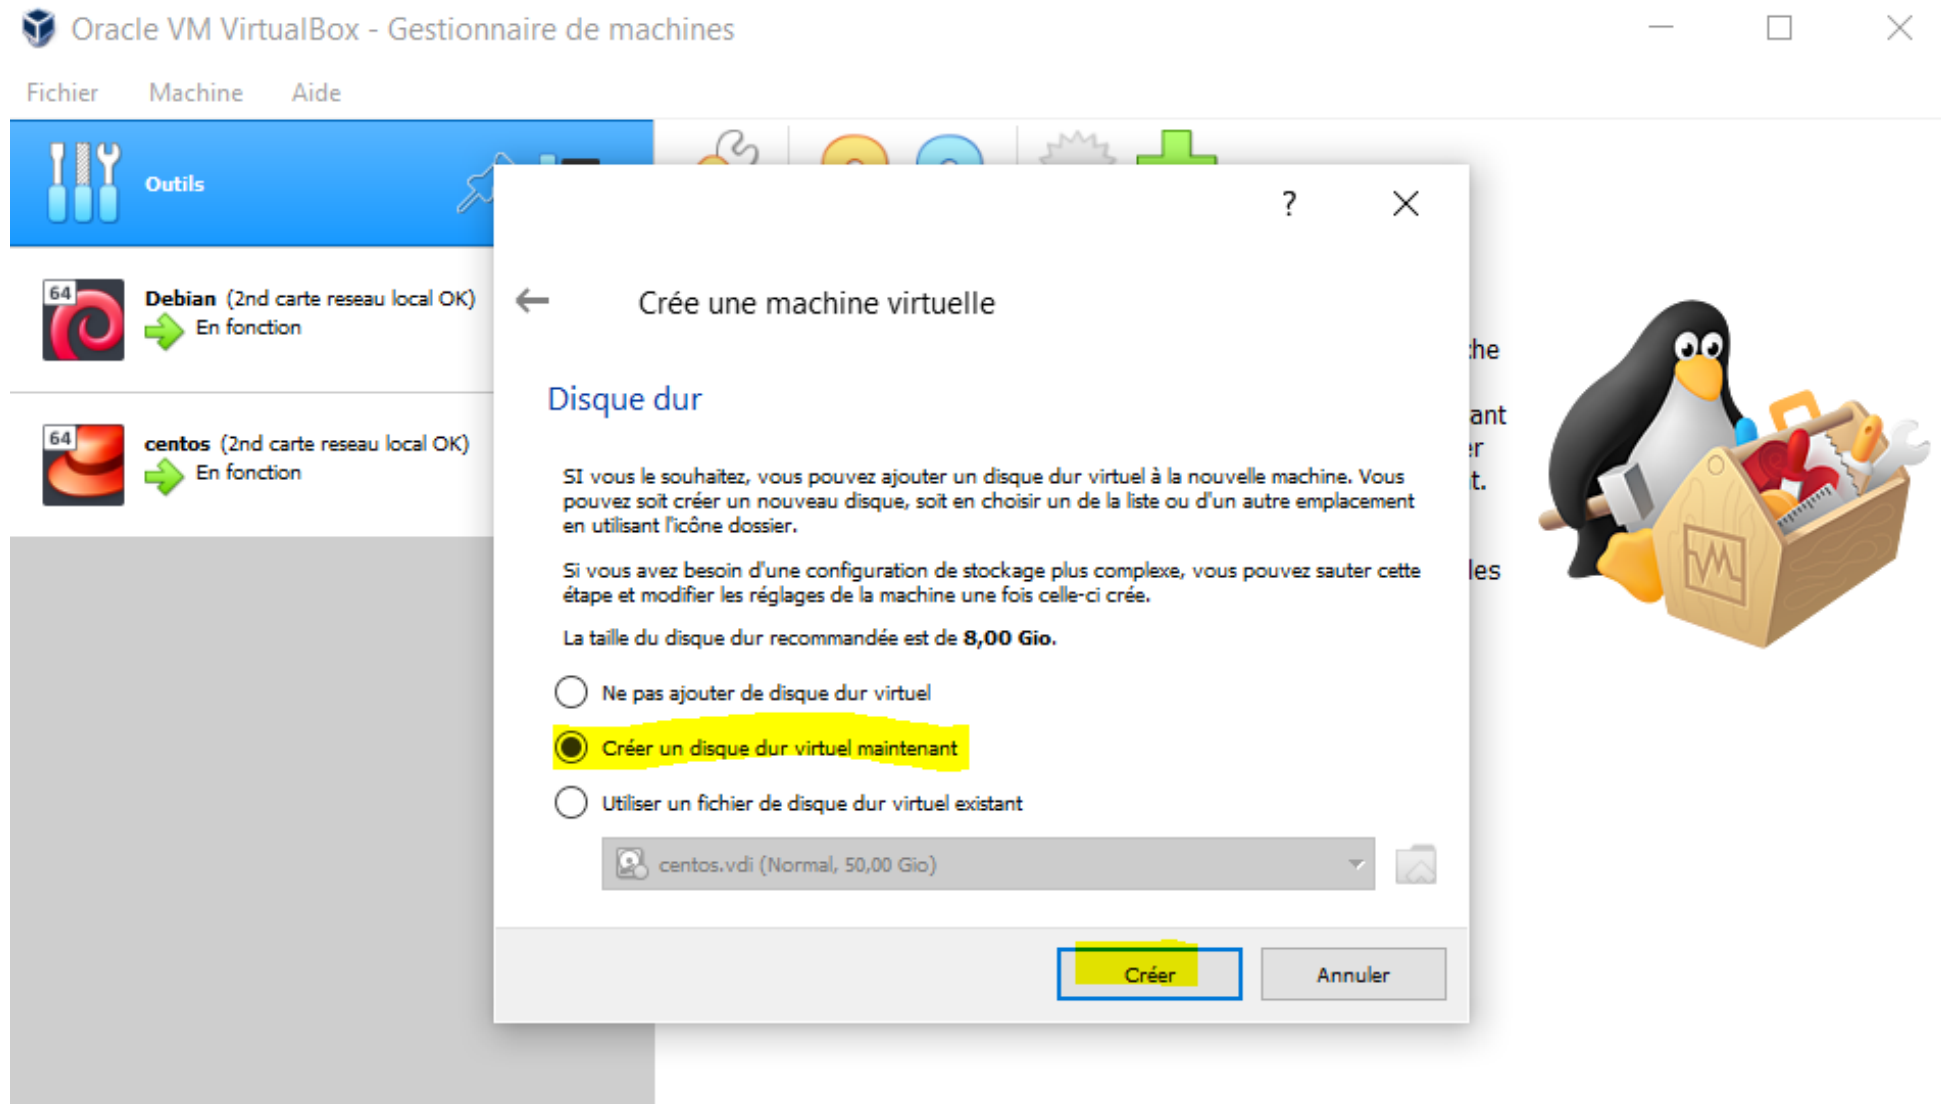 Oracle VM VirtualBox - Gestionnaire de machines
Fichier Machine Aide
Outils
?
64
Debian (2nd carte reseau local OK)
En fonction
64
centos (2nd carte reseau local OK)
En fonction
Crée une machine virtuelle
Disque dur
SI vous le souhaitez, vous pouvez ajouter un disque dur virtuel à la nouvelle machine. Vous
pouvez soit créer un nouveau disque, soit en choisir un de la liste ou d'un autre emplacement
en utilisant l'icône dossier.
Si vous avez besoin d'une configuration de stockage plus complexe, vous pouvez sauter cette
étape et modifier les réglages de la machine une fois celle-ci crée.
La taille du disque dur recommandée est de 8,00 Gio.
Ne pas ajouter de disque dur virtuel
Créer un disque dur virtuel maintenant
Utiliser un fichier de disque dur virtuel existant
centos.vdi (Normal, 50,00 Gio)
Créer Annuler
ant
t.
les